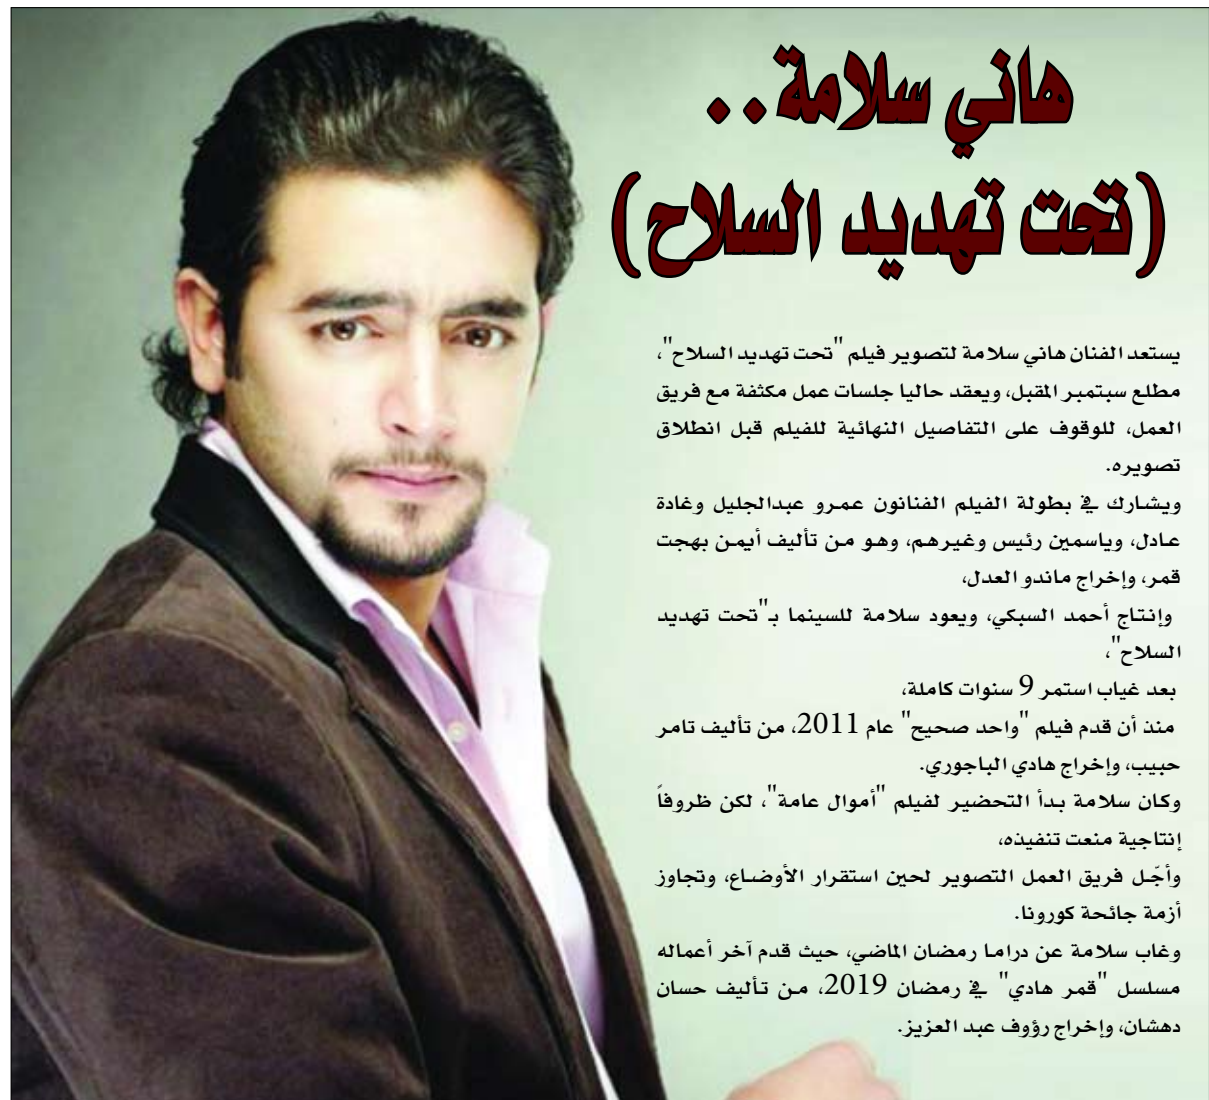 هاني سلامة..
(تحت تهديد السلاح)
يستعد الفنان هاني سلامة لتصوير فيلم "تحت تهديد السلاح"،
مطلع سبتمبر المقبل، ويعقد حاليا جلسات عمل مكثفة مع فريق
العمل، للوقوف على التفاصيل النهائية للفيلم قبل انطلاق
تصويره.
ويشارك في بطولة الفيلم الفنانون عمرو عبدالجليل وغادة
عادل، وياسمين رئيس وغيرهم، وهو من تأليف أيمن بهجت
قمر، وإخراج ماندو العدل،
وإنتاج أحمد السبكي، ويعود سلامة للسينما بـ"تحت تهديد
السلاح"،
بعد غياب استمر 9 سنوات كاملة،
منذ أن قدم فيلم "واحد صحيح" عام 2011، من تأليف تامر
حبيب، وإخراج هادي الباجوري.
وكان سلامة بدأ التحضير لفيلم "أموال عامة"، لكن ظروفاً
إنتاجية منعت تنفيذه،
وأجّل فريق العمل التصوير لحين استقرار الأوضاع، وتجاوز
أزمة جائحة كورونا.
وغاب سلامة عن دراما رمضان الماضي، حيث قدم آخر أعماله
مسلسل "قمر هادي" في رمضان 2019، من تأليف حسان
دهشان، وإخراج رؤوف عبد العزيز.